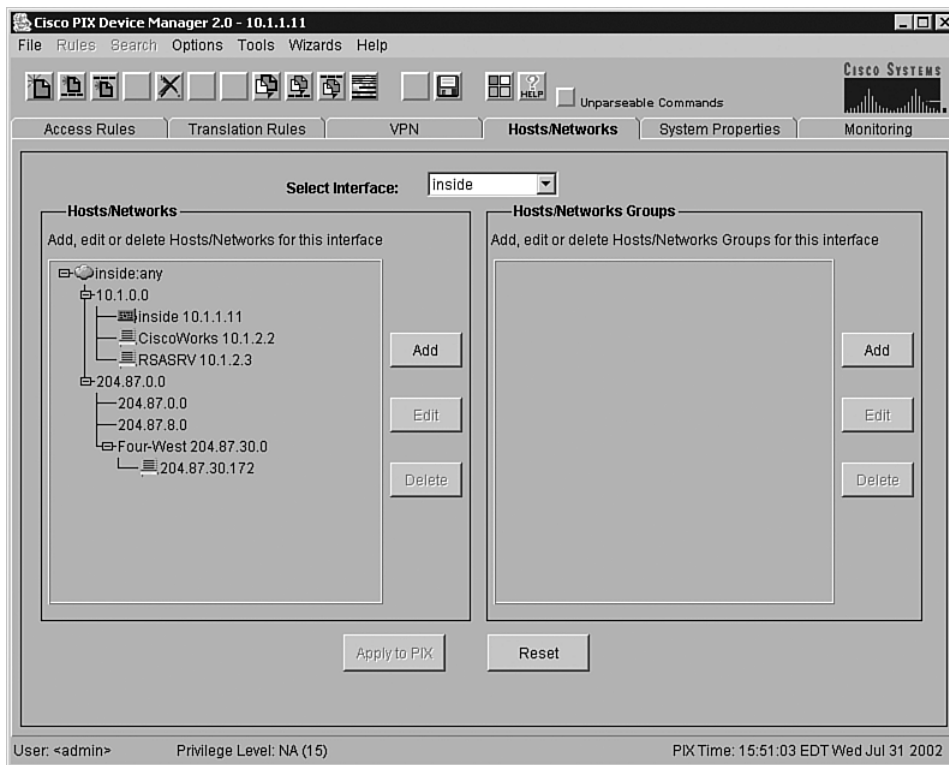 Cisco PIX Device Manager 2.0 - 10.1.1.11
File Rules Search Options Tools Wizards Help
HELP
Unparseable Commands
CISCO SYSTEMS
Access Rules Translation Rules VPN Hosts/Networks System Properties Monitoring
Select Interface: inside
Hosts/Networks
Add, edit or delete Hosts/Networks for this interface
inside:any
10.1.0.0
inside 10.1.1.11
CiscoWorks 10.1.2.2
RSASRV 10.1.2.3
204.87.0.0
204.87.0.0
204.87.8.0
Four-West 204.87.30.0
204.87.30.172
Add
Edit
Delete
Hosts/Networks Groups
Add, edit or delete Hosts/Networks Groups for this interface
Add
Edit
Delete
Apply to PIX Reset
User: <admin> Privilege Level: NA (15) PIX Time: 15:51:03 EDT Wed Jul 31 2002